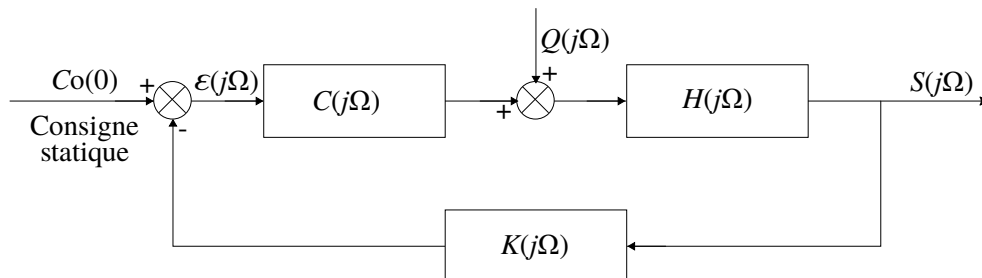 Co(0)
Consigne
statique
+
-
ε(jΩ)
C(jΩ)
Q(jΩ)
+
+
H(jΩ)
S(jΩ)
K(jΩ)